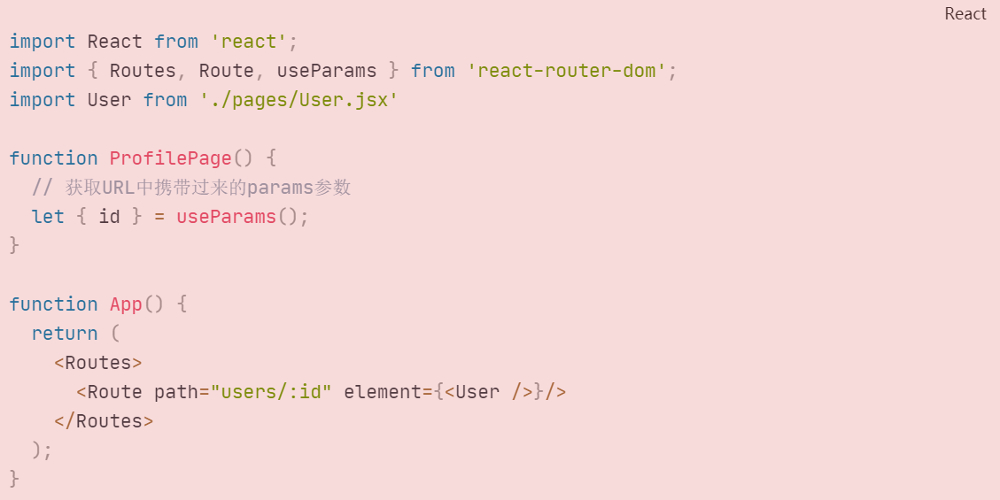 React
import React from 'react';
import { Routes, Route, useParams } from 'react-router-dom';
import User from './pages/User.jsx'

function ProfilePage() {
  // 获取URL中携带过来的params参数
  let { id } = useParams();
}

function App() {
  return (
    <Routes>
      <Route path="users/:id" element={<User />}/>
    </Routes>
  );
}